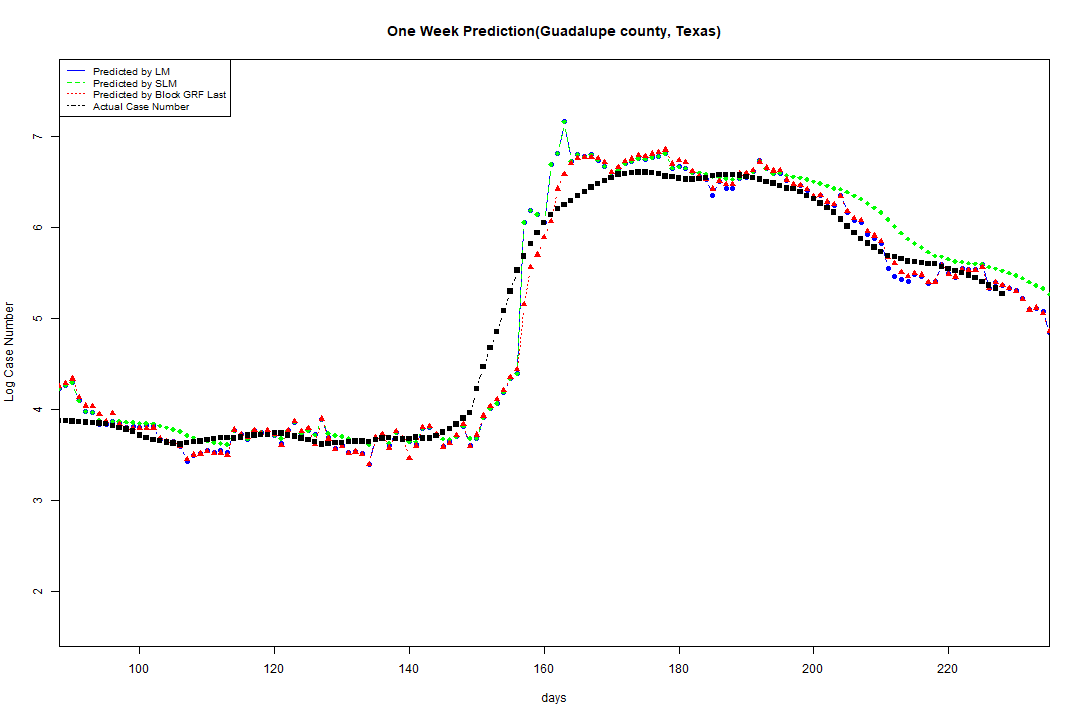 One Week Prediction(Guadalupe county, Texas)
Predicted by LM
Predicted by SLM
Predicted by Block GRF Last
Actual Case Number
7
6
5
4
3
2
Log Case Number
100 120 140 160 180 200 220
days